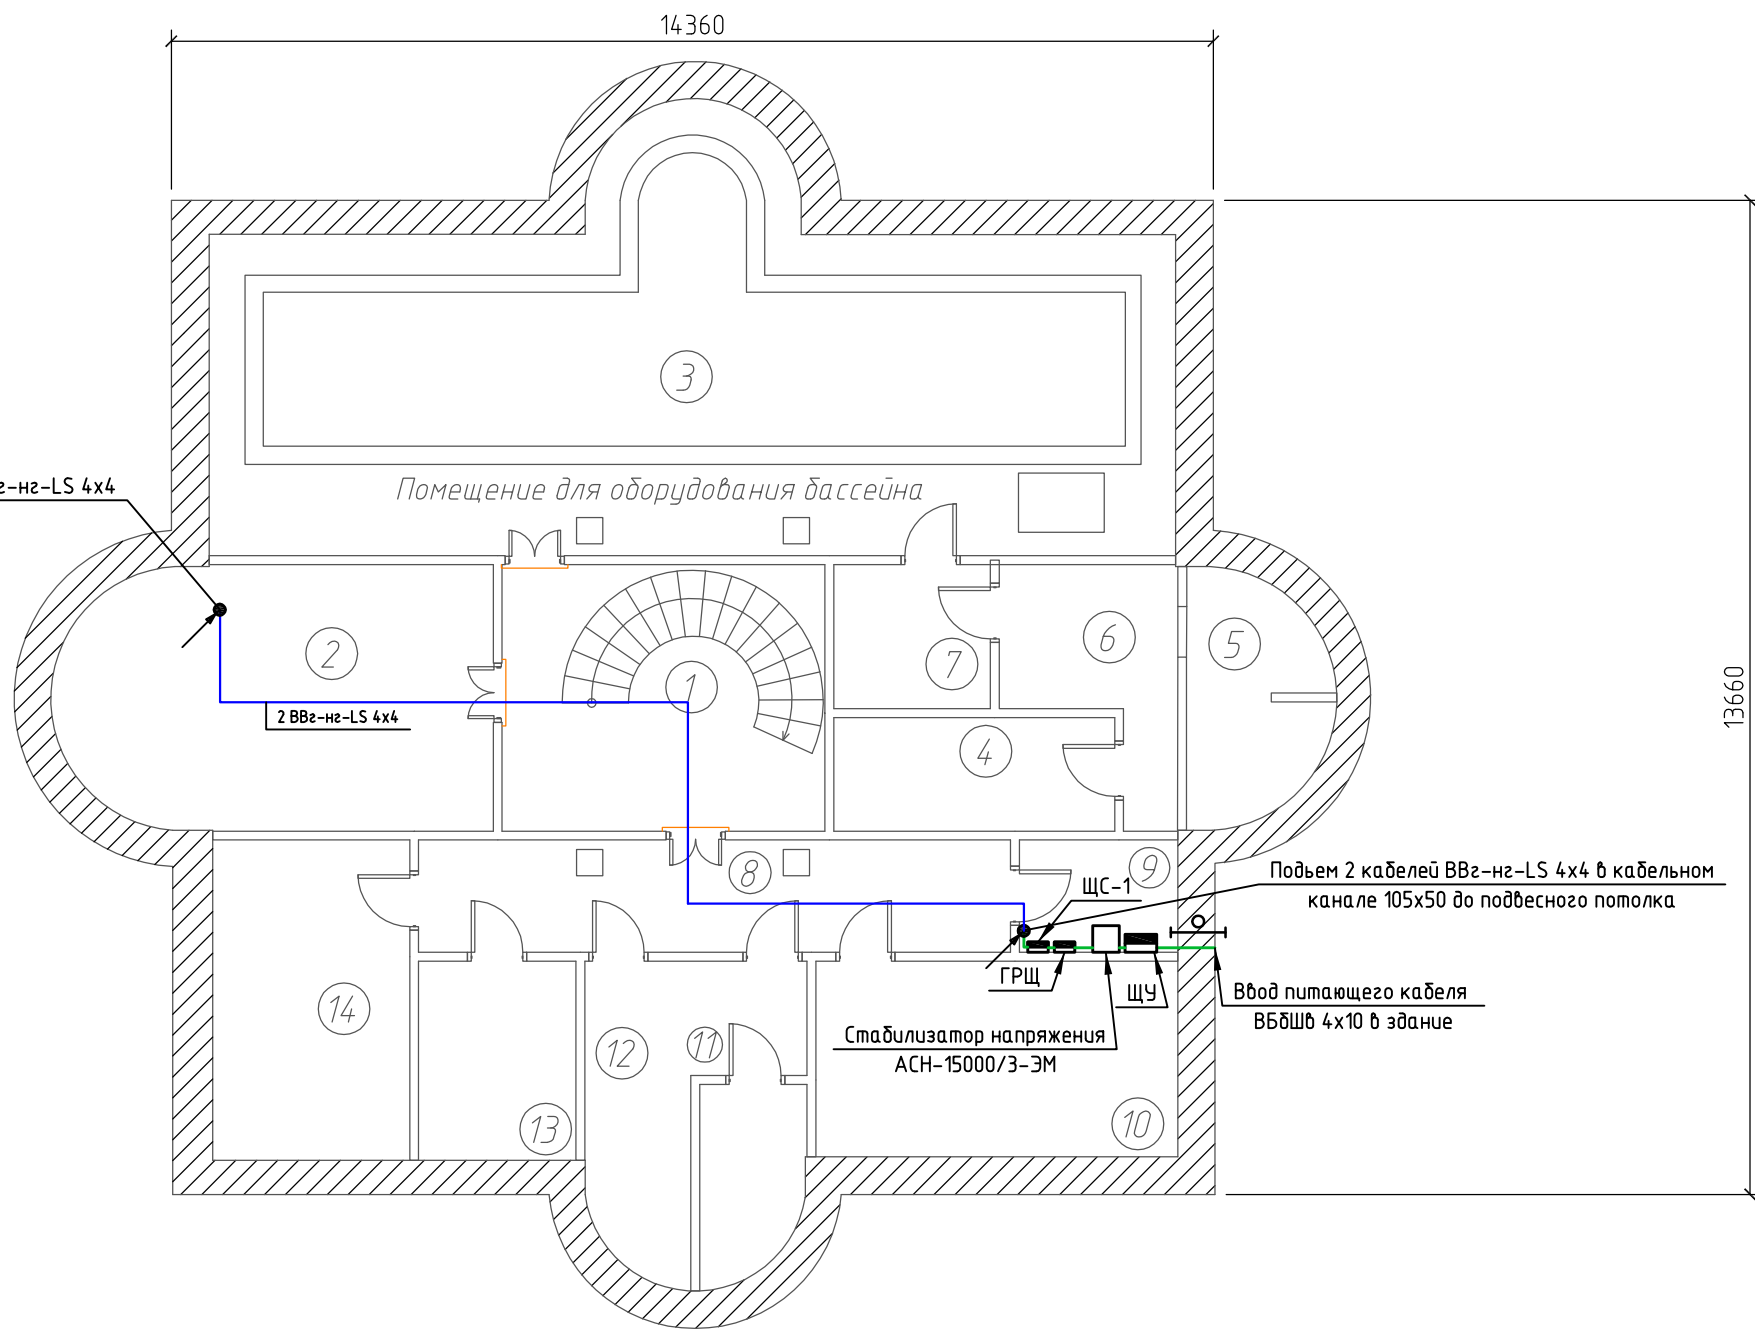 14360
3
г-нг-LS 4х4
Помещение для оборудования бассейна
2
1
7
6
5
13660
2 ВВг-нг-LS 4х4
4
8
9
ЩС-1
Подьем 2 кабелей ВВг-нг-LS 4х4 в кабельном
канале 105х50 до подвесного потолка
ГРЩ
ЩУ
Ввод питающего кабеля
ВБбШв 4х10 в здание
14
12
11
Стабилизатор напряжения
АСН-15000/3-ЭМ
13
10